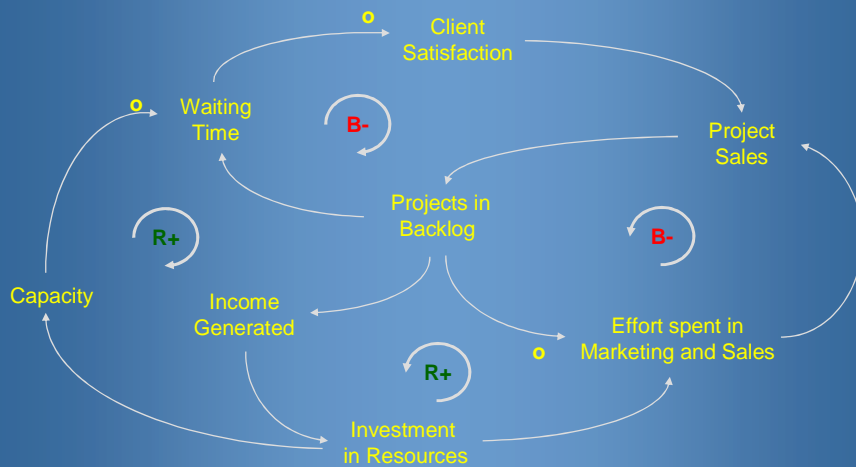 o
Client
Satisfaction
o
Waiting
Time
B-
Project
Sales
Projects in
Backlog
R+
B-
Capacity
Income
Generated
Effort spent in
Marketing and Sales
o
R+
Investment
in Resources